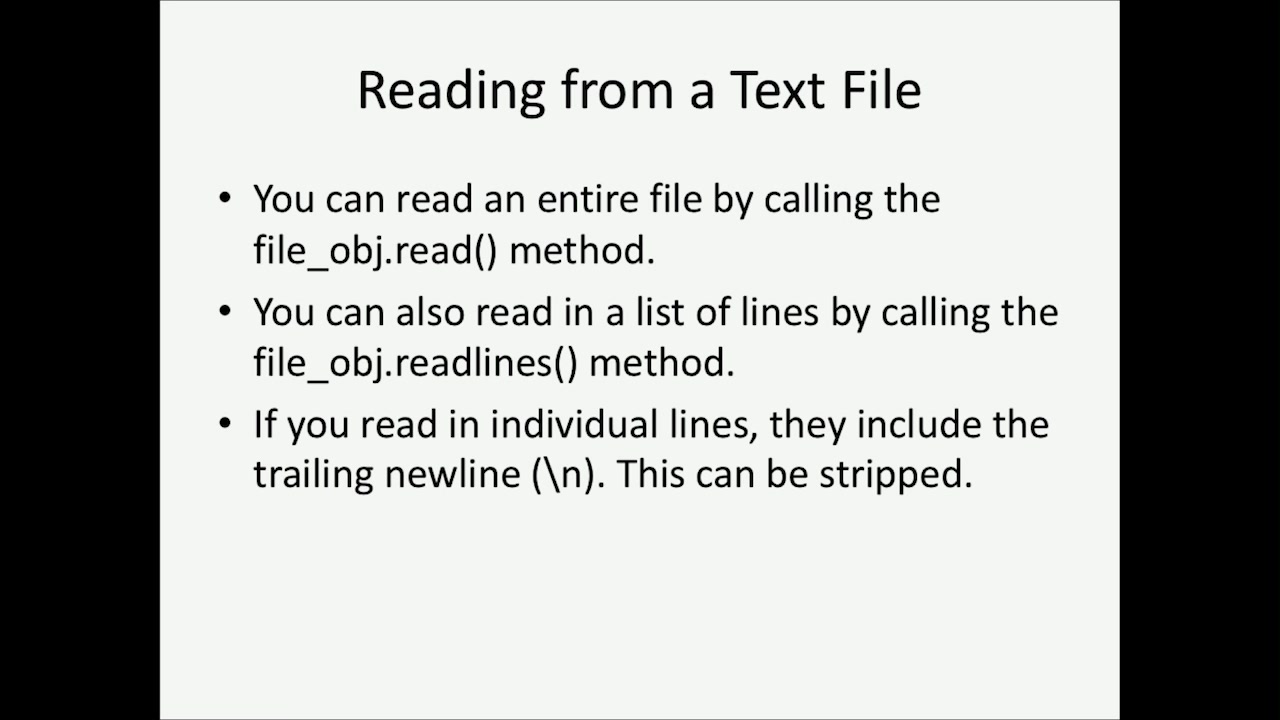 Reading from a Text File
• You can read an entire file by calling the
file_obj.read() method.
• You can also read in a list of lines by calling the
file_obj.readlines() method.
• If you read in individual lines, they include the
trailing newline (\n). This can be stripped.